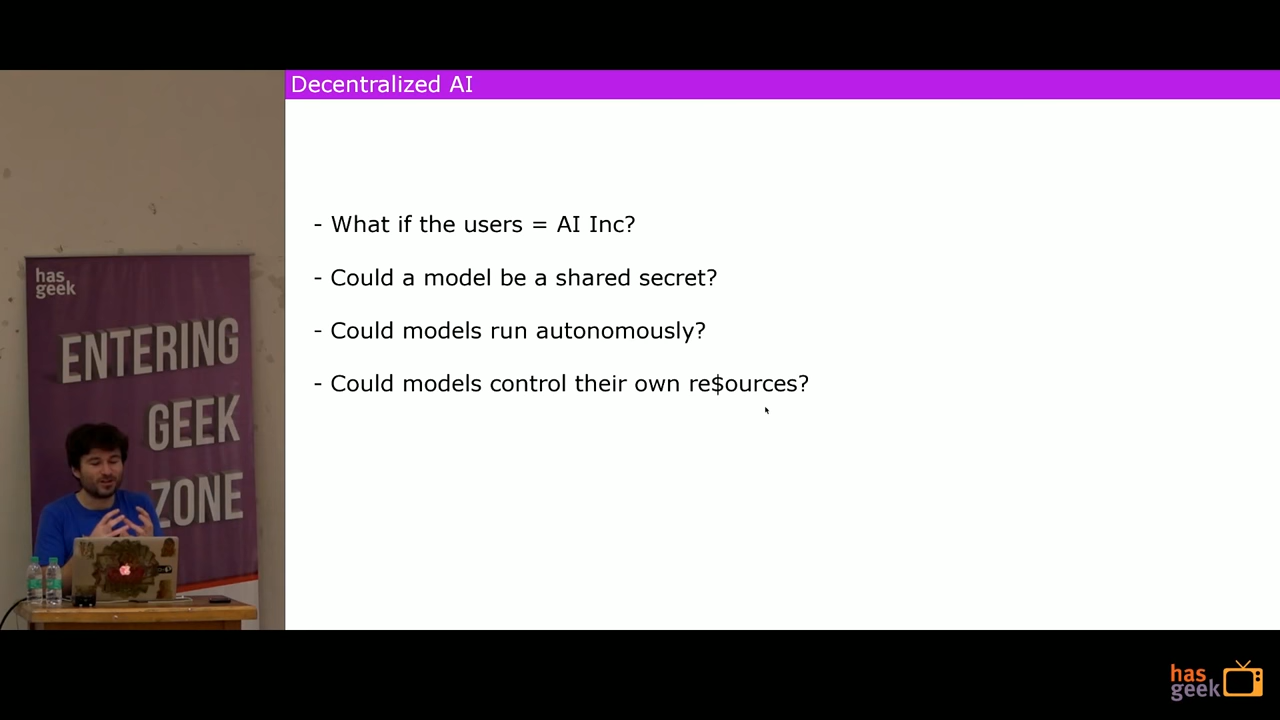 Decentralized AI
- What if the users = AI Inc?
- Could a model be a shared secret?
- Could models run autonomously?
- Could models control their own re$ources?
has
geek
ENTERING
GEEK
ZONE
has
geek